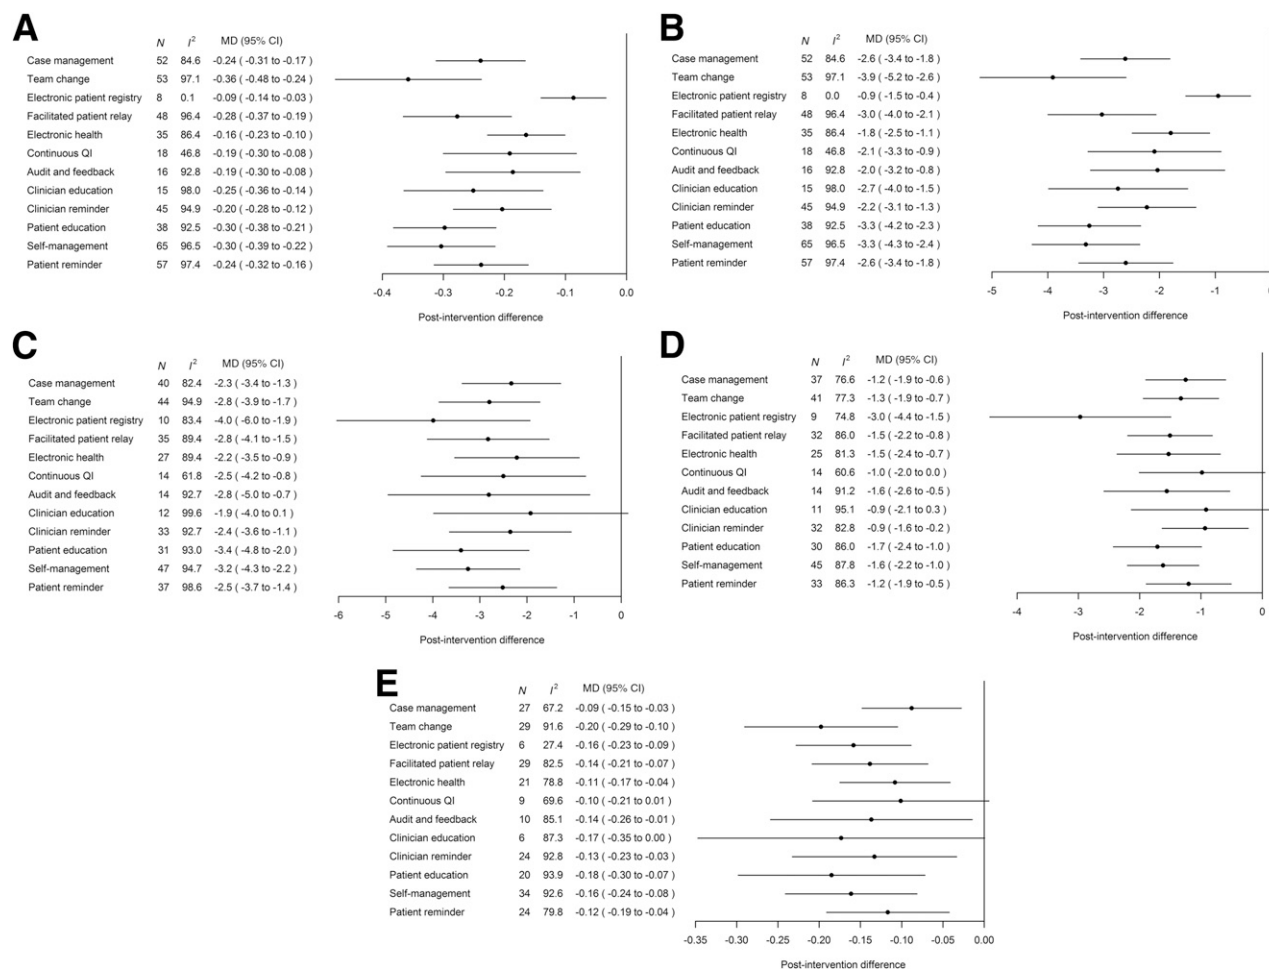 A
N I² MD (95% CI)
Case management 52 84.6 -0.24 ( -0.31 to -0.17 )
Team change 53 97.1 -0.36 ( -0.48 to -0.24 )
Electronic patient registry 8 0.1 -0.09 ( -0.14 to -0.03 )
Facilitated patient relay 48 96.4 -0.28 ( -0.37 to -0.19 )
Electronic health 35 86.4 -0.16 ( -0.23 to -0.10 )
Continuous QI 18 46.8 -0.19 ( -0.30 to -0.08 )
Audit and feedback 16 92.8 -0.19 ( -0.30 to -0.08 )
Clinician education 15 98.0 -0.25 ( -0.36 to -0.14 )
Clinician reminder 45 94.9 -0.20 ( -0.28 to -0.12 )
Patient education 38 92.5 -0.30 ( -0.38 to -0.21 )
Self-management 65 96.5 -0.30 ( -0.39 to -0.22 )
Patient reminder 57 97.4 -0.24 ( -0.32 to -0.16 )
-0.4 -0.3 -0.2 -0.1 0.0
Post-intervention difference
B
N I² MD (95% CI)
Case management 52 84.6 -2.6 ( -3.4 to -1.8 )
Team change 53 97.1 -3.9 ( -5.2 to -2.6 )
Electronic patient registry 8 0.0 -0.9 ( -1.5 to -0.4 )
Facilitated patient relay 48 96.4 -3.0 ( -4.0 to -2.1 )
Electronic health 35 86.4 -1.8 ( -2.5 to -1.1 )
Continuous QI 18 46.8 -2.1 ( -3.3 to -0.9 )
Audit and feedback 16 92.8 -2.0 ( -3.2 to -0.8 )
Clinician education 15 98.0 -2.7 ( -4.0 to -1.5 )
Clinician reminder 45 94.9 -2.2 ( -3.1 to -1.3 )
Patient education 38 92.5 -3.3 ( -4.2 to -2.3 )
Self-management 65 96.5 -3.3 ( -4.3 to -2.4 )
Patient reminder 57 97.4 -2.6 ( -3.4 to -1.8 )
-5 -4 -3 -2 -1
Post-intervention difference
C
N I² MD (95% CI)
Case management 40 82.4 -2.3 ( -3.4 to -1.3 )
Team change 44 94.9 -2.8 ( -3.9 to -1.7 )
Electronic patient registry 10 83.4 -4.0 ( -6.0 to -1.9 )
Facilitated patient relay 35 89.4 -2.8 ( -4.1 to -1.5 )
Electronic health 27 89.4 -2.2 ( -3.5 to -0.9 )
Continuous QI 14 61.8 -2.5 ( -4.2 to -0.8 )
Audit and feedback 14 92.7 -2.8 ( -5.0 to -0.7 )
Clinician education 12 99.6 -1.9 ( -4.0 to 0.1 )
Clinician reminder 33 92.7 -2.4 ( -3.6 to -1.1 )
Patient education 31 93.0 -3.4 ( -4.8 to -2.0 )
Self-management 47 94.7 -3.2 ( -4.3 to -2.2 )
Patient reminder 37 98.6 -2.5 ( -3.7 to -1.4 )
-6 -5 -4 -3 -2 -1 0
Post-intervention difference
D
N I² MD (95% CI)
Case management 37 76.6 -1.2 ( -1.9 to -0.6 )
Team change 41 77.3 -1.3 ( -1.9 to -0.7 )
Electronic patient registry 9 74.8 -3.0 ( -4.4 to -1.5 )
Facilitated patient relay 32 86.0 -1.5 ( -2.2 to -0.8 )
Electronic health 25 81.3 -1.5 ( -2.4 to -0.7 )
Continuous QI 14 60.6 -1.0 ( -2.0 to 0.0 )
Audit and feedback 14 91.2 -1.6 ( -2.6 to -0.5 )
Clinician education 11 95.1 -0.9 ( -2.1 to 0.3 )
Clinician reminder 32 82.8 -0.9 ( -1.6 to -0.2 )
Patient education 30 86.0 -1.7 ( -2.4 to -1.0 )
Self-management 45 87.8 -1.6 ( -2.2 to -1.0 )
Patient reminder 33 86.3 -1.2 ( -1.9 to -0.5 )
-4 -3 -2 -1 0
Post-intervention difference
E
N I² MD (95% CI)
Case management 27 67.2 -0.09 ( -0.15 to -0.03 )
Team change 29 91.6 -0.20 ( -0.29 to -0.10 )
Electronic patient registry 6 27.4 -0.16 ( -0.23 to -0.09 )
Facilitated patient relay 29 82.5 -0.14 ( -0.21 to -0.07 )
Electronic health 21 78.8 -0.11 ( -0.17 to -0.04 )
Continuous QI 9 69.6 -0.10 ( -0.21 to 0.01 )
Audit and feedback 10 85.1 -0.14 ( -0.26 to -0.01 )
Clinician education 6 87.3 -0.17 ( -0.35 to 0.00 )
Clinician reminder 24 92.8 -0.13 ( -0.23 to -0.03 )
Patient education 20 93.9 -0.18 ( -0.30 to -0.07 )
Self-management 34 92.6 -0.16 ( -0.24 to -0.08 )
Patient reminder 24 79.8 -0.12 ( -0.19 to -0.04 )
-0.35 -0.30 -0.25 -0.20 -0.15 -0.10 -0.05 0.00
Post-intervention difference